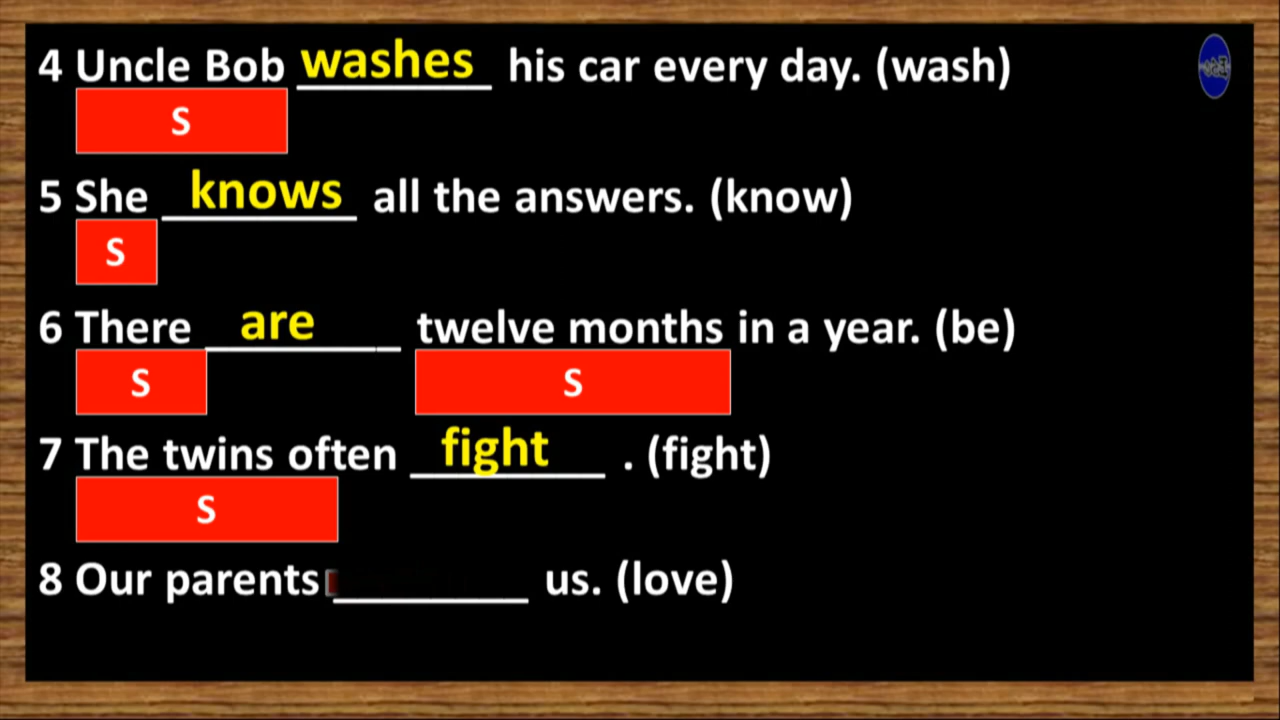 4 Uncle Bob washes his car every day. (wash)
S
5 She knows all the answers. (know)
S
6 There are twelve months in a year. (be)
S S
7 The twins often fight . (fight)
S
8 Our parents ________ us. (love)